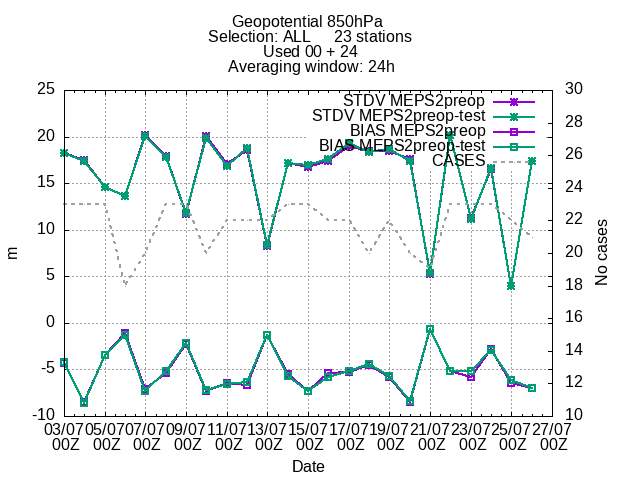 Geopotential 850hPa
Selection: ALL 23 stations
Used 00 + 24
Averaging window: 24h
STDV MEPS2preop
STDV MEPS2preop-test
BIAS MEPS2preop
BIAS MEPS2preop-test
CASES
25
20
15
10
5
0
-5
-10
m
30
28
26
24
22
20
18
16
14
12
10
No cases
03/07 05/07 07/07 09/07 11/07 13/07 15/07 17/07 19/07 21/07 23/07 25/07 27/07
00Z 00Z 00Z 00Z 00Z 00Z 00Z 00Z 00Z 00Z 00Z 00Z 00Z
Date